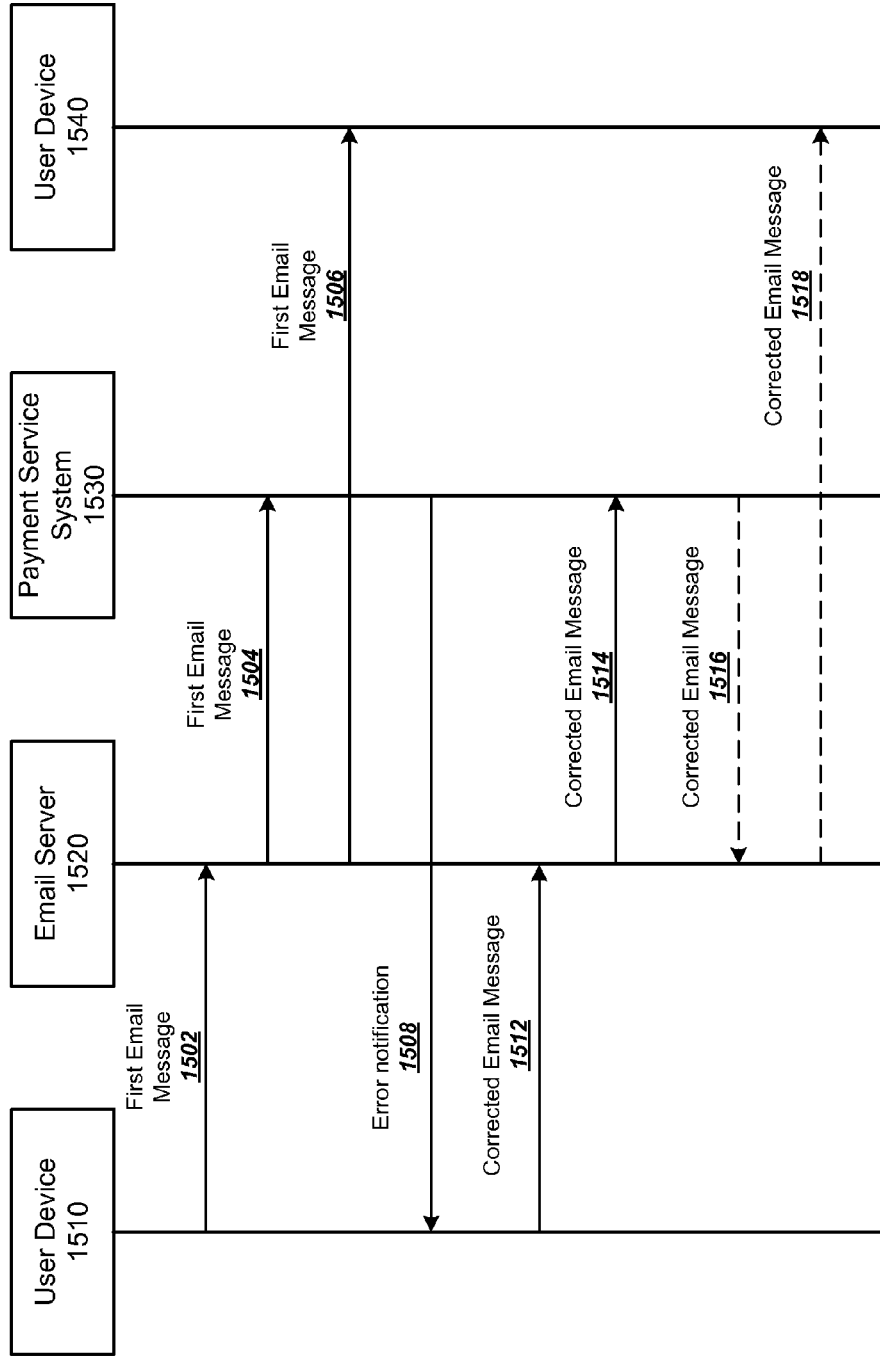 User Device
1510
Email Server
1520
Payment Service
System
1530
User Device
1540
First Email
Message
1502
First Email
Message
1504
First Email
Message
1506
Error notification
1508
Corrected Email Message
1512
Corrected Email Message
1514
Corrected Email Message
1516
Corrected Email Message
1518